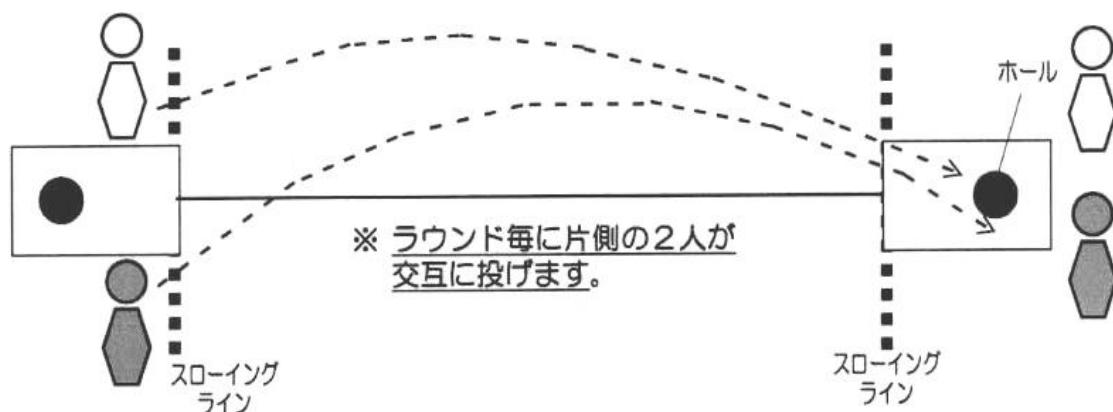 ホール
※ ラウンド毎に片側の2人が
交互に投げます。
スローイング
ライン
スローイング
ライン